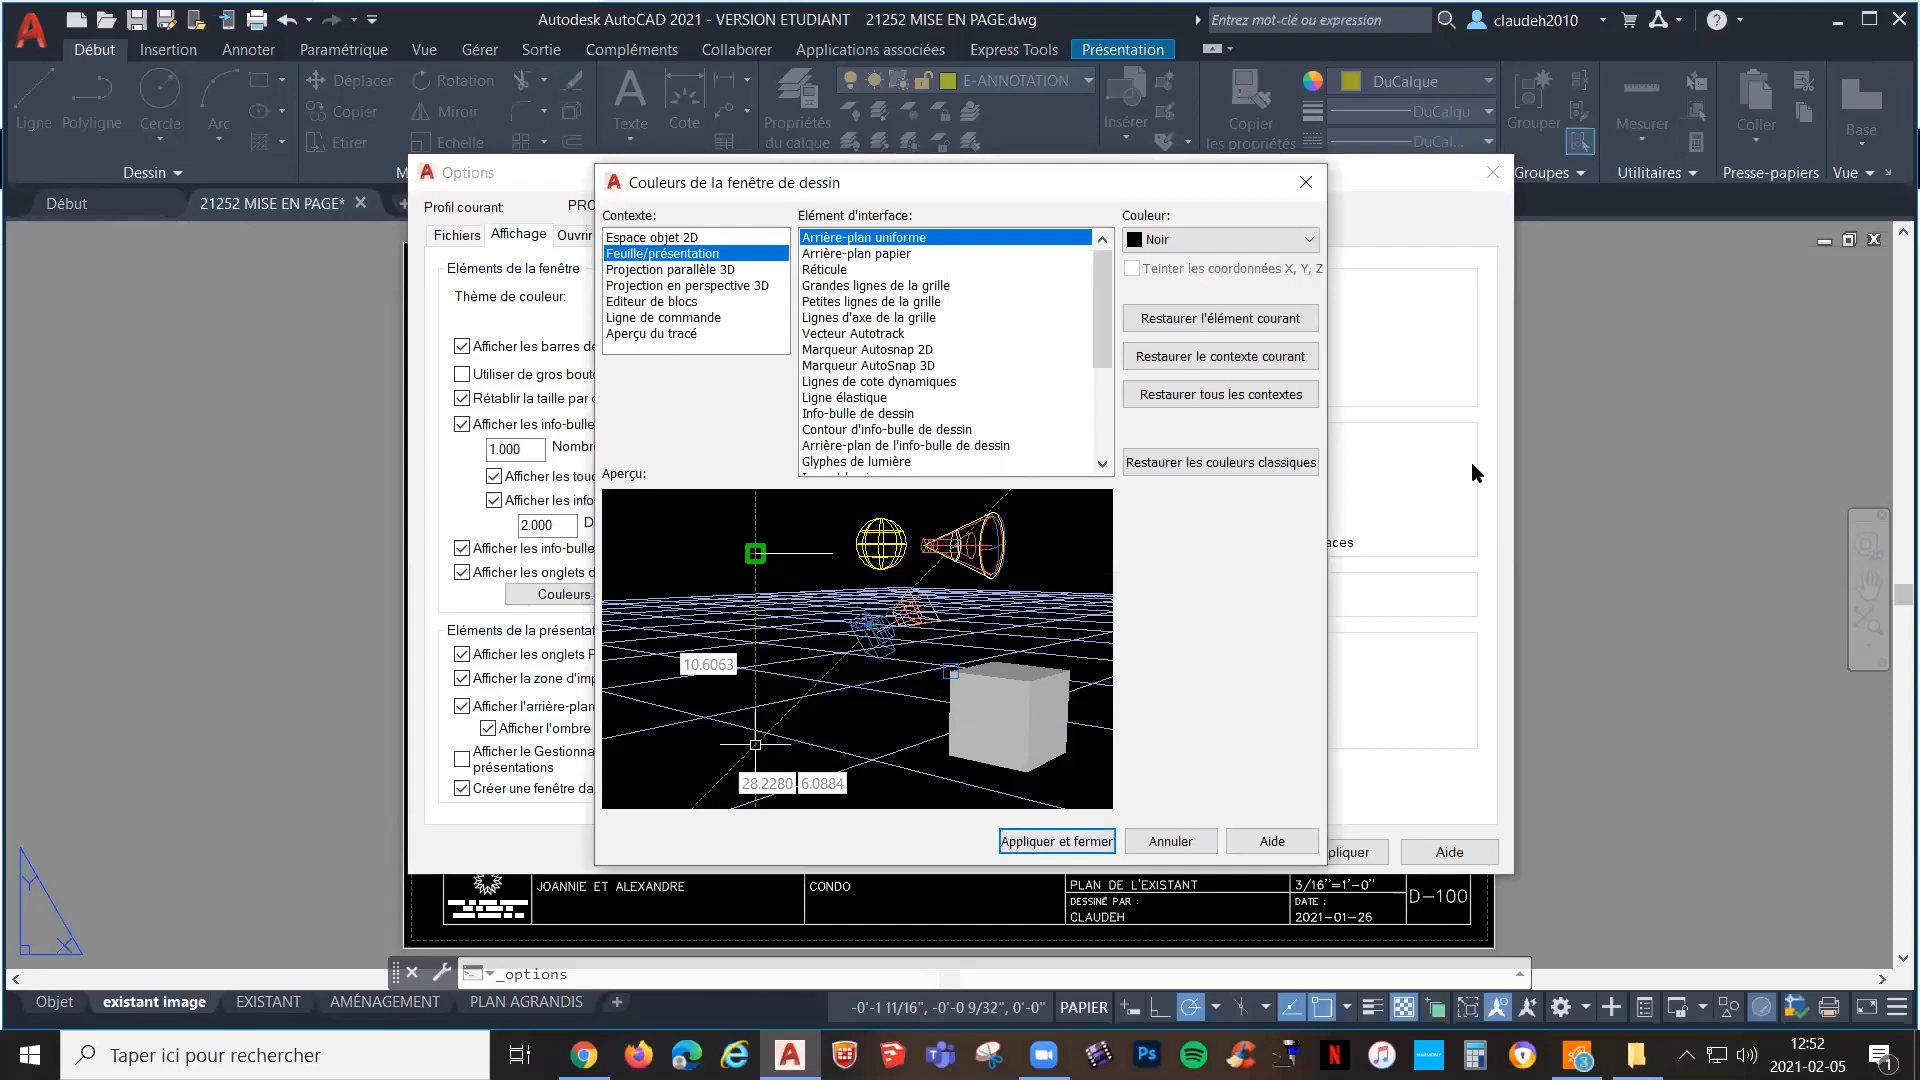 Autodesk AutoCAD 2021 - VERSION ETUDIANT 21252 MISE EN PAGE.dwg
Entrez mot-clé ou expression
claudeh2010
Début Insertion Annoter Paramétrique Vue Gérer Sortie Compléments Collaborer Applications associées Express Tools Présentation
Déplacer Rotation
E-ANNOTATION
DuCalque
Copier Miroir
DuCalqu
Ligne Polyligne Cercle Arc
Texte Cote
Propriétés
du calque
Insérer
Copier
les propriétés
Grouper Mesurer Coller Base
Etirer Echelle
DuCal...
Dessin
Groupes Utilitaires Presse-papiers Vue
Début
21252 MISE EN PAGE*
Options
Profil courant:
PRO
Fichiers Affichage Ouvrir
Eléments de la fenêtre
Thème de couleur:
Afficher les barres de
Utiliser de gros bout
Rétablir la taille par
Afficher les info-bulle
1.000 Nombr
Afficher les touc
Afficher les info
2.000 D
Afficher les info-bulle
Afficher les onglets d
Couleurs.
Eléments de la présentat
Afficher les onglets
Afficher la zone d'imp
Afficher l'arrière-plan
Afficher l'ombre
Afficher le Gestionna
présentations
Créer une fenêtre da
aces
pliquer
Aide
Couleurs de la fenêtre de dessin
Contexte:
Espace objet 2D
Feuille/présentation
Projection parallèle 3D
Projection en perspective 3D
Editeur de blocs
Ligne de commande
Aperçu du tracé
Elément d'interface:
Arrière-plan uniforme
Arrière-plan papier
Réticule
Grandes lignes de la grille
Petites lignes de la grille
Lignes d'axe de la grille
Vecteur Autotrack
Marqueur Autosnap 2D
Marqueur AutoSnap 3D
Lignes de cote dynamiques
Ligne élastique
Info-bulle de dessin
Contour d'info-bulle de dessin
Arrière-plan de l'info-bulle de dessin
Glyphes de lumière
Couleur:
Noir
Teinter les coordonnées X, Y, Z
Restaurer l'élément courant
Restaurer le contexte courant
Restaurer tous les contextes
Restaurer les couleurs classiques
Aperçu:
10.6063
28.2280 6.0884
Appliquer et fermer
Annuler
Aide
JOANNIE ET ALEXANDRE
CONDO
PLAN DE L'EXISTANT
DESSINÉ PAR :
CLAUDEH
3/16"=1'-0"
DATE :
2021-01-26
D-100
Y
X
_options
Objet existant image EXISTANT AMÉNAGEMENT PLAN AGRANDIS
-0'-1 11/16", -0'-0 9/32", 0'-0" PAPIER
Taper ici pour rechercher
12:52
2021-02-05